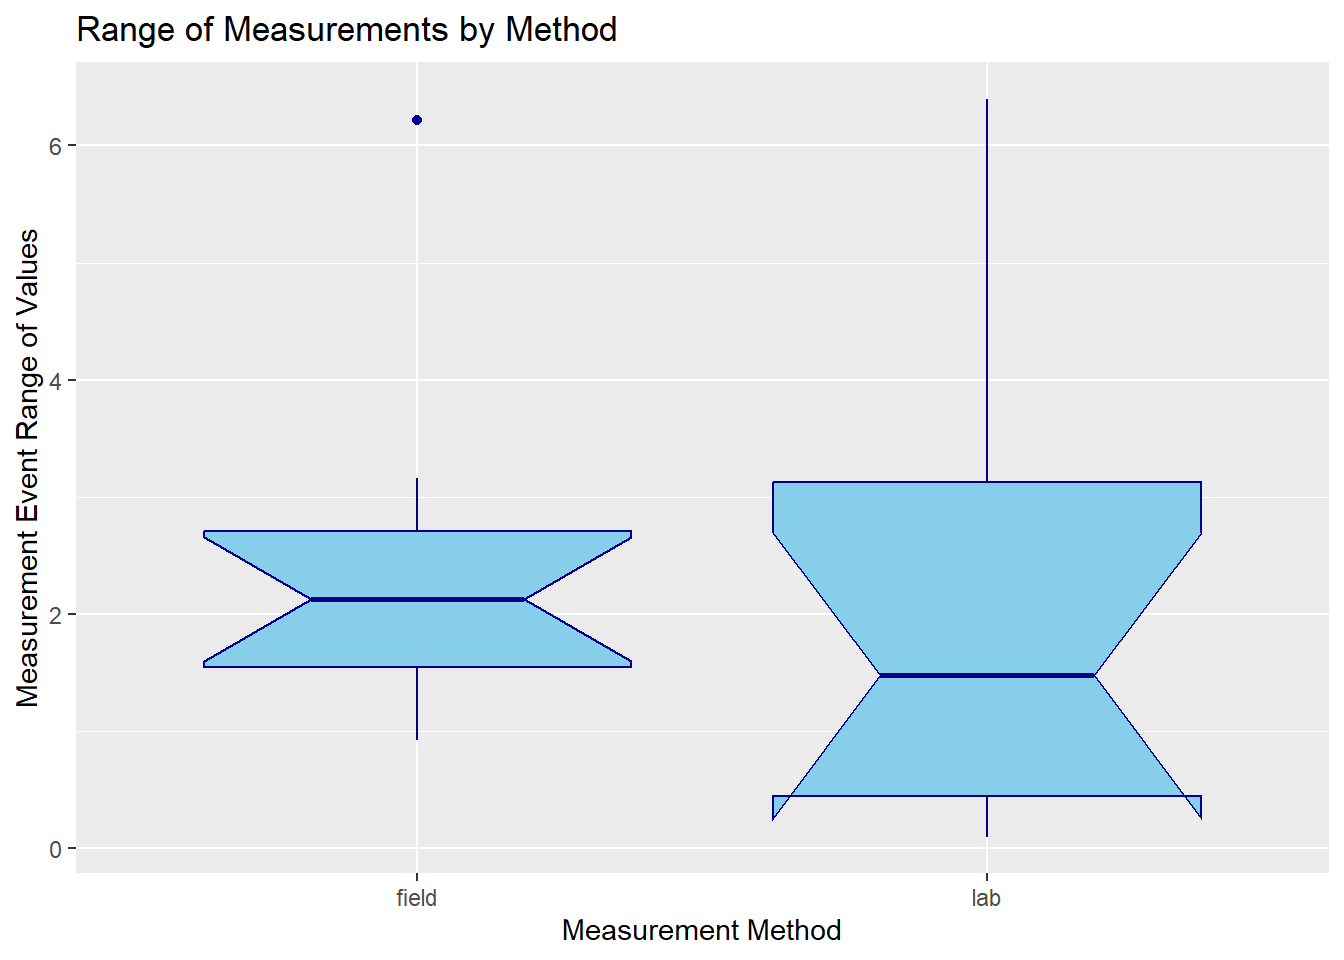 Range of Measurements by Method
Measurement Event Range of Values
6
4
2
0
field
lab
Measurement Method